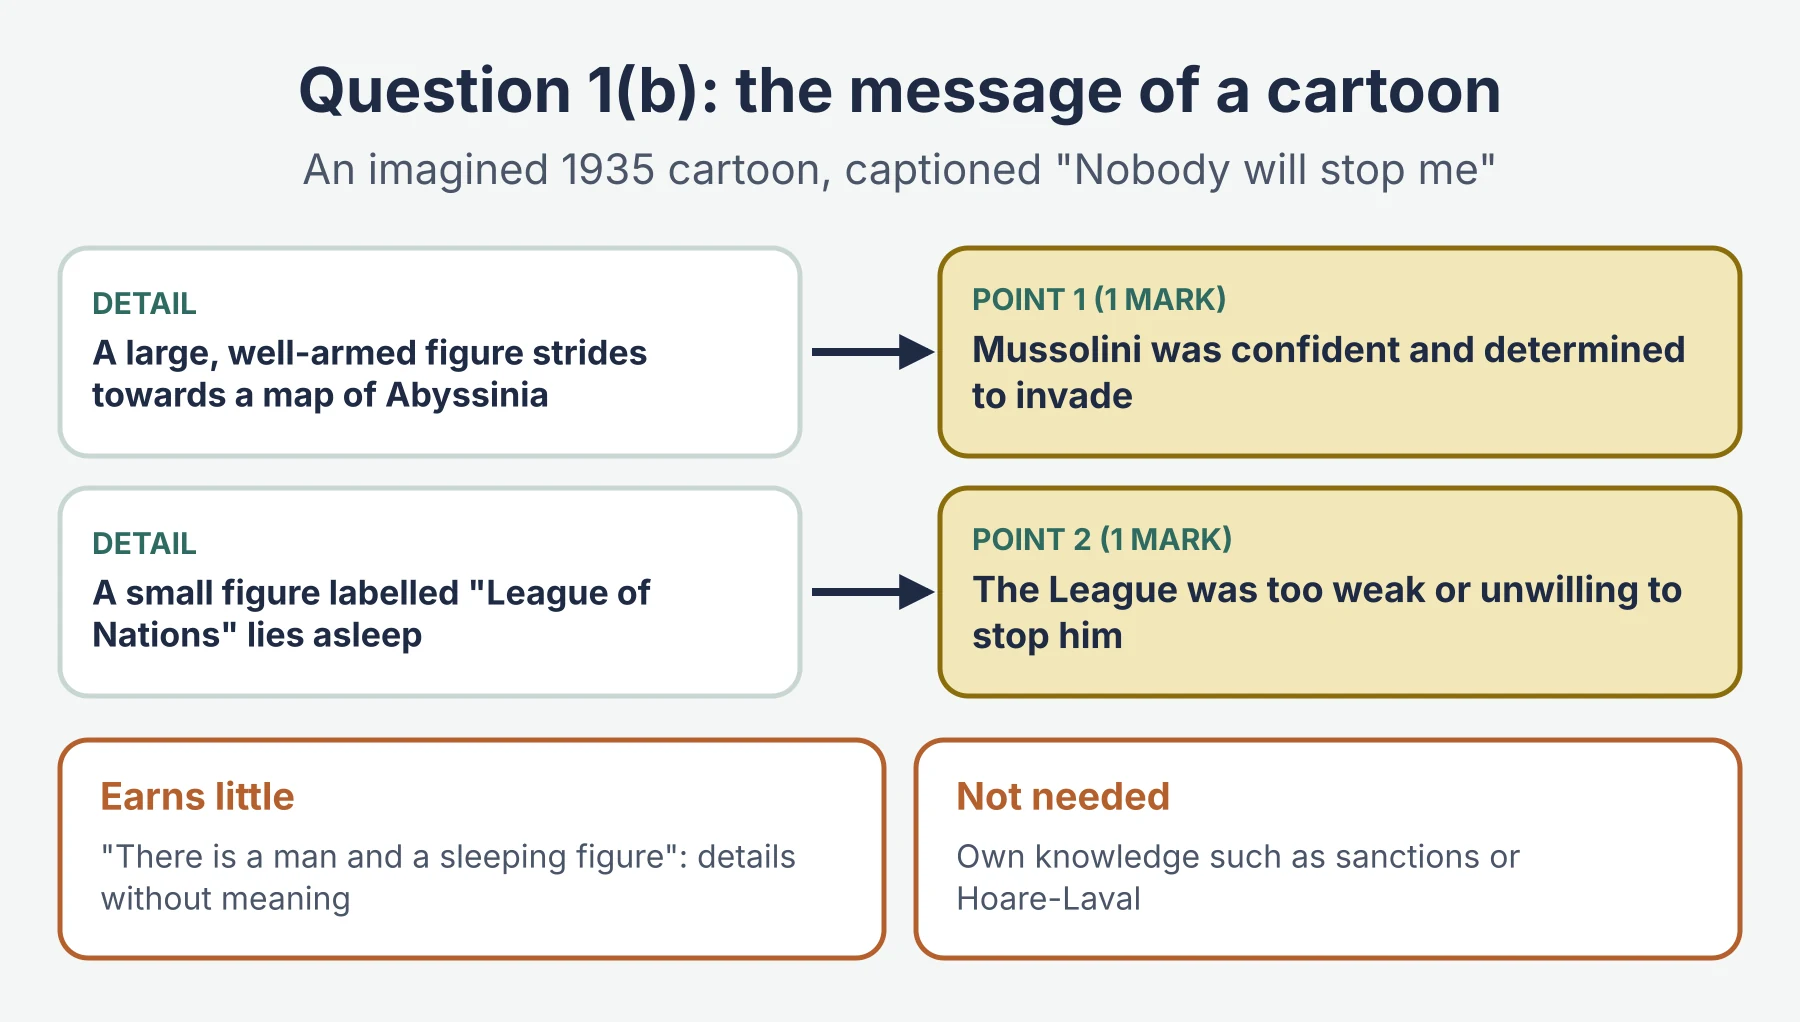 Question 1(b): the message of a cartoon
An imagined 1935 cartoon, captioned "Nobody will stop me"
DETAIL
A large, well-armed figure strides
towards a map of Abyssinia
POINT 1 (1 MARK)
Mussolini was confident and determined
to invade
DETAIL
A small figure labelled "League of
Nations" lies asleep
POINT 2 (1 MARK)
The League was too weak or unwilling to
stop him
Earns little
"There is a man and a sleeping figure": details
without meaning
Not needed
Own knowledge such as sanctions or
Hoare-Laval